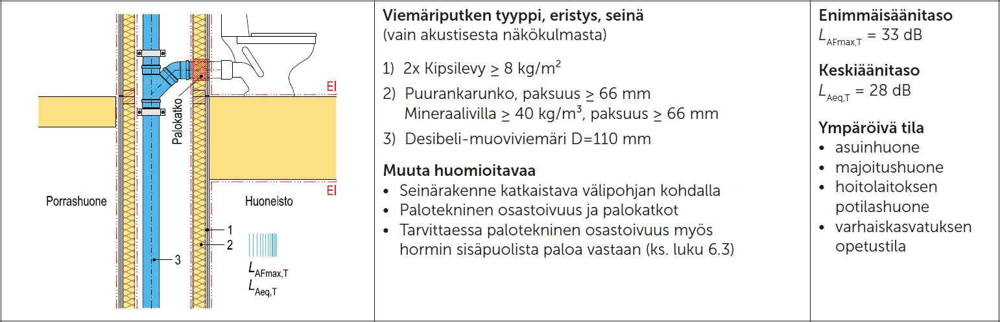 Palokatko
EI
EI
Porrashuone
Huoneisto
1
2
3
LAFmax,T
LAeq,T
Viemäriputken tyyppi, eristys, seinä
(vain akustisesta näkökulmasta)
1) 2x Kipsilevy ≥ 8 kg/m²
2) Puurankarunko, paksuus ≥ 66 mm
Mineraalivilla ≥ 40 kg/m³, paksuus ≥ 66 mm
3) Desibeli-muoviviemäri D=110 mm
Muuta huomioitavaa
• Seinärakenne katkaistava välipohjan kohdalla
• Palotekninen osastoivuus ja palokatkot
• Tarvittaessa palotekninen osastoivuus myös
hormin sisäpuolista paloa vastaan (ks. luku 6.3)
Enimmäisäänitaso
LAFmax,T = 33 dB
Keskiäänitaso
LAeq,T = 28 dB
Ympäröivä tila
• asuinhuone
• majoitushuone
• hoitolaitoksen
potilashuone
• varhaiskasvatuksen
opetustila